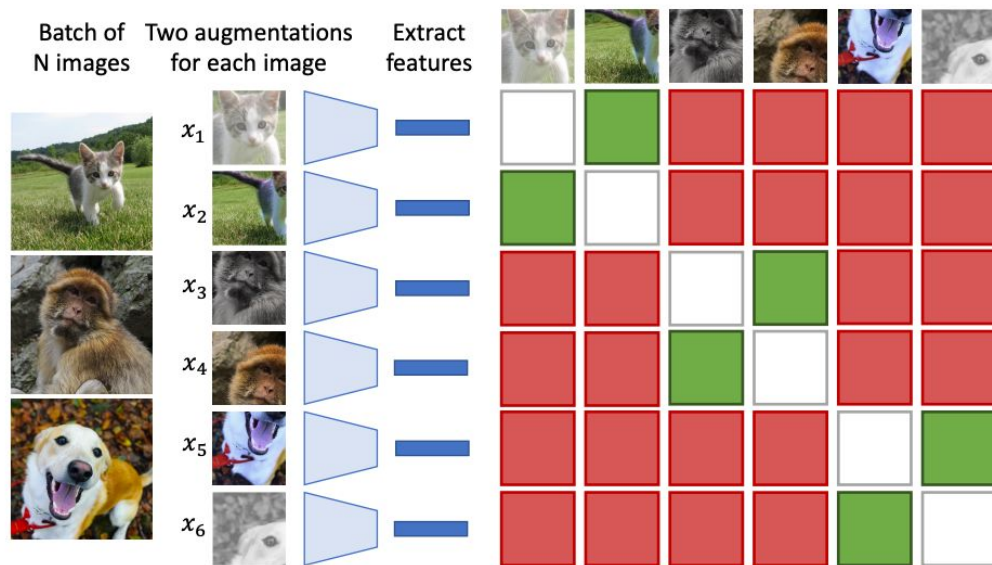 Batch of
N images
Two augmentations
for each image
Extract
features
x₁
x₂
x₃
x₄
x₅
x₆